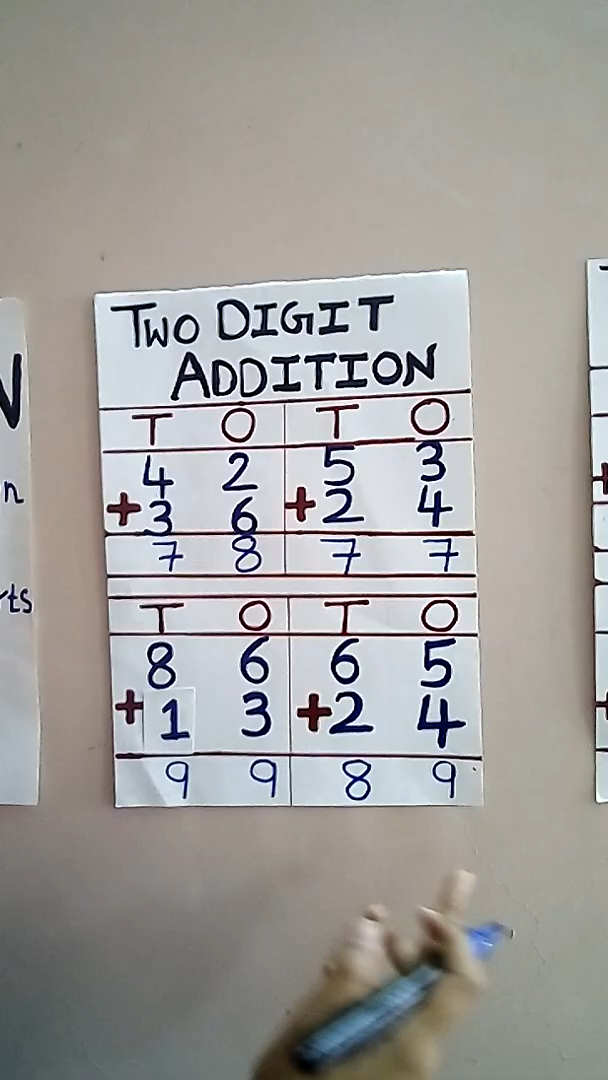 TWO DIGIT
ADDITION
T O T O
4 2 5 3
+3 6 +2 4
7 8 7 7
T O T O
8 6 6 5
+1 3 +2 4
9 9 8 9
N
n
rts